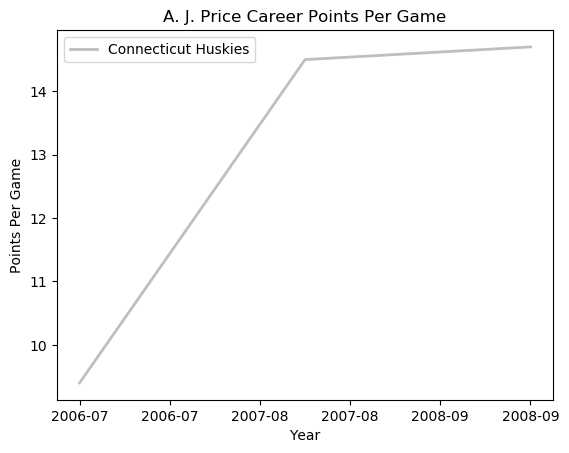 A. J. Price Career Points Per Game
Connecticut Huskies
14
13
12
11
10
Points Per Game
2006-07 2006-07 2007-08 2007-08 2008-09 2008-09
Year